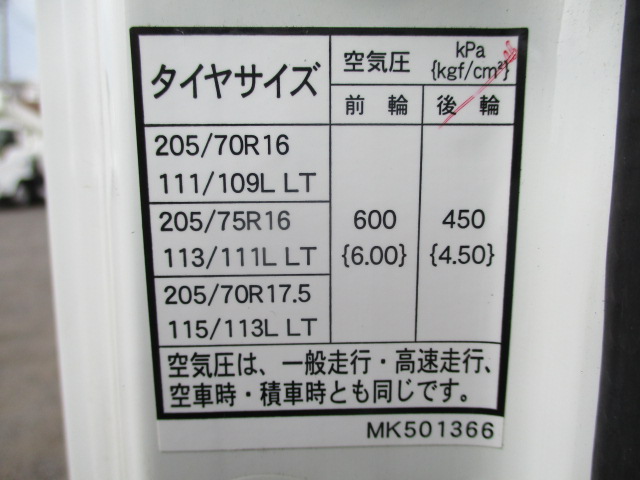 タイヤサイズ
空気圧
kPa
{kgf/cm²}
前輪
後輪
205/70R16
111/109L LT
205/75R16
113/111L LT
205/70R17.5
115/113L LT
600
{6.00}
450
{4.50}
空気圧は、一般走行・高速走行、
空車時・積車時とも同じです。
MK501366